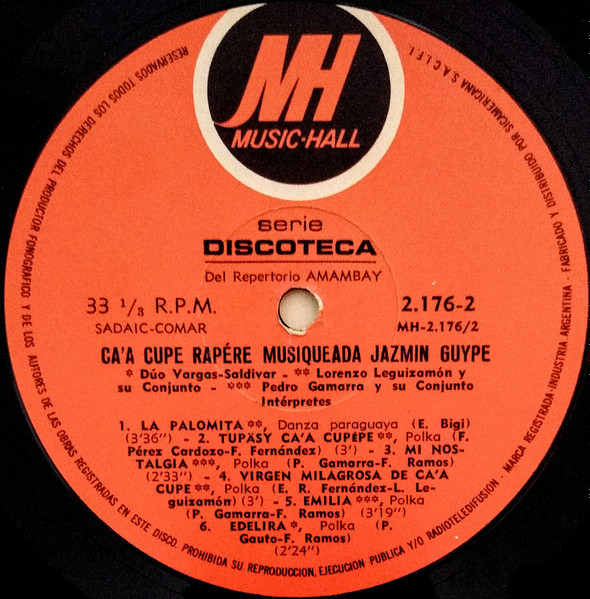 MH
MUSIC-HALL
serie
DISCOTECA
Del Repertorio AMAMBAY
33 1/3 R.P.M.
SADAIC-COMAR
2.176-2
MH-2.176/2
CA'A CUPE RAPÉRE MUSIQUEADA JAZMIN GUYPE
* Dúo Vargas-Saldivar - ** Lorenzo Leguizamón y
su Conjunto - *** Pedro Gamarra y su Conjunto
Intérpretes
1. LA PALOMITA **, Danza paraguaya (E. Bigi)
(3'36") - 2. TUPÄSY CA'A CUPÉPE **, Polka (F.
Pérez Cardozo-F. Fernández) (3') - 3. MI NOS-
TALGIA ***, Polka (P. Gamarra-F. Ramos)
(2'33") - 4. VIRGEN MILAGROSA DE CA'A
CUPE **, Polka (E. R. Fernández-L. Le-
guizamón) (3') - 5. EMILIA ***, Polka
(P. Gamarra-F. Ramos) (3'19")
6. EDELIRA *, Polka (P.
Gauto-F. Ramos)
(2'24")
RESERVADOS TODOS LOS DERECHOS DEL PRODUCTOR FONOGRAFICO Y DE LOS AUTORES DE LAS OBRAS REGISTRADAS EN ESTE DISCO. PROHIBIDA SU REPRODUCCION, EJECUCION PUBLICA Y/O RADIOTELEDIFUSION - MARCA REGISTRADA-INDUSTRIA ARGENTINA - FABRICADO Y DISTRIBUIDO POR SICAMERICANA S.A.C.I.F.I.